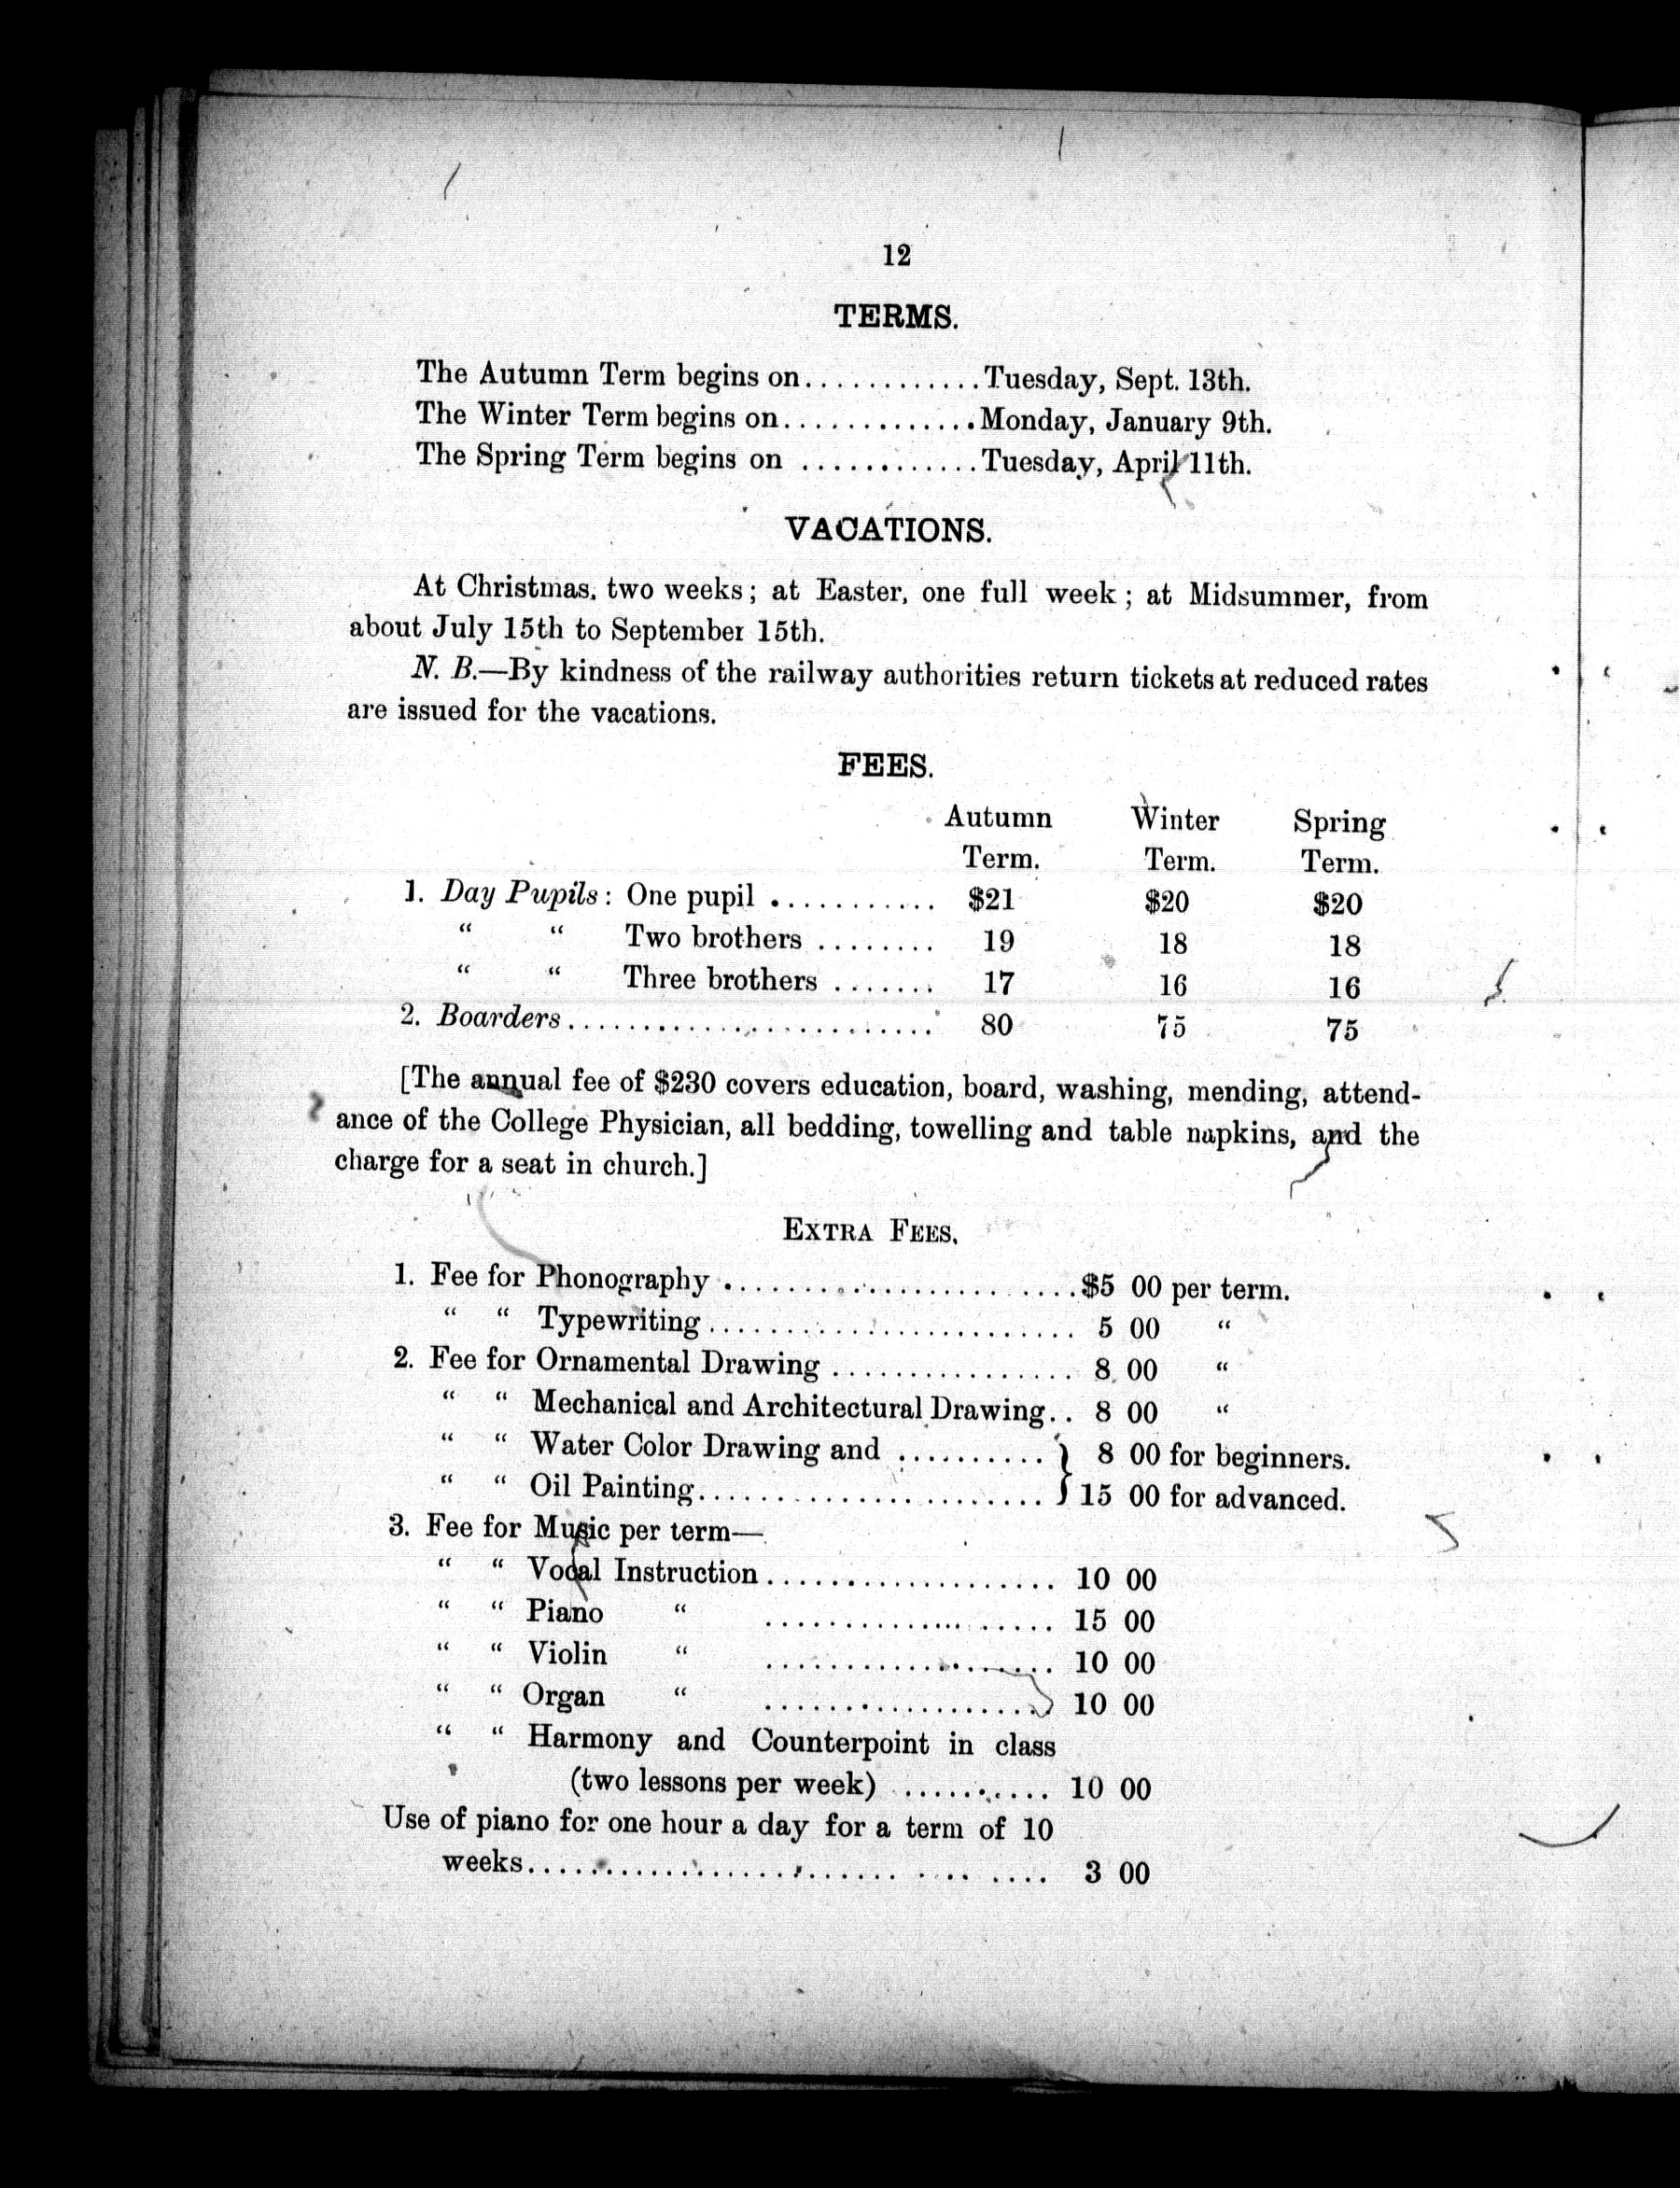 12
TERMS.
The Autumn Term begins on............Tuesday, Sept. 13th.
The Winter Term begins on.............Monday, January 9th.
The Spring Term begins on ............Tuesday, April 11th.
VACATIONS.
At Christmas, two weeks; at Easter, one full week; at Midsummer, from
about July 15th to September 15th.
N. B.—By kindness of the railway authorities return tickets at reduced rates
are issued for the vacations.
FEES.
Autumn Winter Spring
Term. Term. Term.
1. Day Pupils: One pupil ........... $21 $20 $20
“ “ Two brothers ........ 19 18 18
“ “ Three brothers ....... 17 16 16
2. Boarders......................... 80 75 75
[The annual fee of $230 covers education, board, washing, mending, attend-
ance of the College Physician, all bedding, towelling and table napkins, and the
charge for a seat in church.]
EXTRA FEES.
1. Fee for Phonography ........................$5 00 per term.
“ “ Typewriting......................... 5 00 “
2. Fee for Ornamental Drawing ................ 8 00 “
“ “ Mechanical and Architectural Drawing.. 8 00 “
“ “ Water Color Drawing and .......... } 8 00 for beginners.
“ “ Oil Painting....................... } 15 00 for advanced.
3. Fee for Music per term—
“ “ Vocal Instruction................... 10 00
“ “ Piano “ ................... 15 00
“ “ Violin “ ................... 10 00
“ “ Organ “ ................... 10 00
“ “ Harmony and Counterpoint in class
(two lessons per week) .......... 10 00
Use of piano for one hour a day for a term of 10
weeks.................................. 3 00